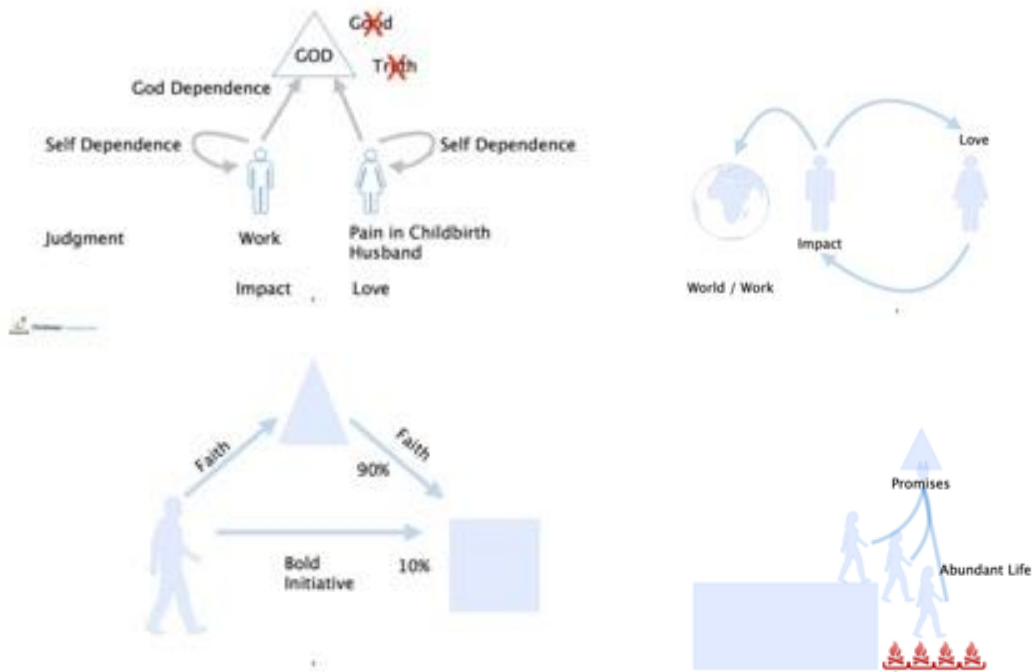 Good
GOD
Truth
God Dependence
Self Dependence
Self Dependence
Judgment
Work
Pain in Childbirth
Husband
Impact
Love
Love
Impact
World / Work
Faith
Faith
90%
Bold
Initiative
10%
Promises
Abundant Life